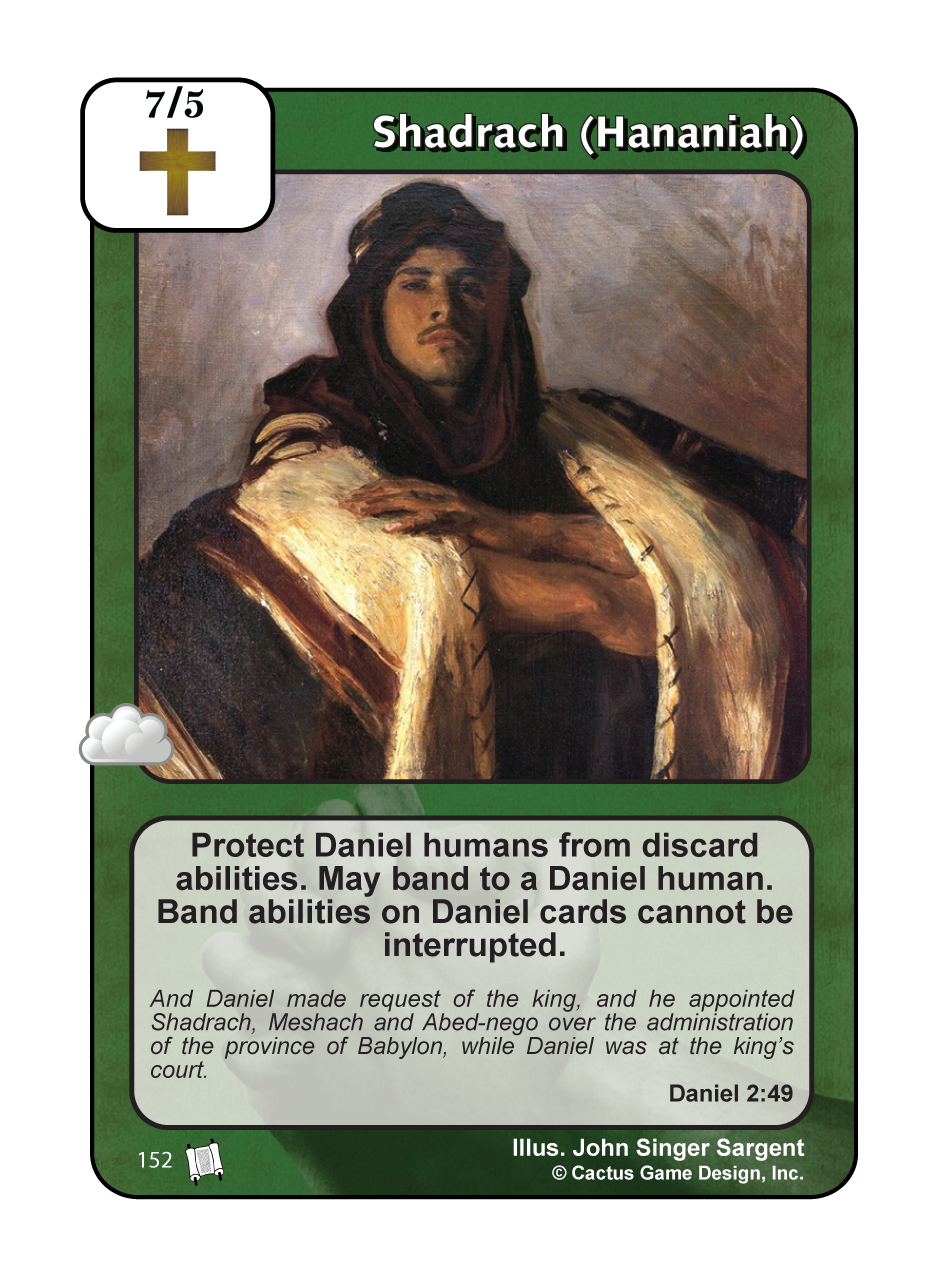 7/5
Shadrach (Hananiah)
Protect Daniel humans from discard
abilities. May band to a Daniel human.
Band abilities on Daniel cards cannot be
interrupted.
And Daniel made request of the king, and he appointed
Shadrach, Meshach and Abed-nego over the administration
of the province of Babylon, while Daniel was at the king's
court.
Daniel 2:49
152
Illus. John Singer Sargent
© Cactus Game Design, Inc.